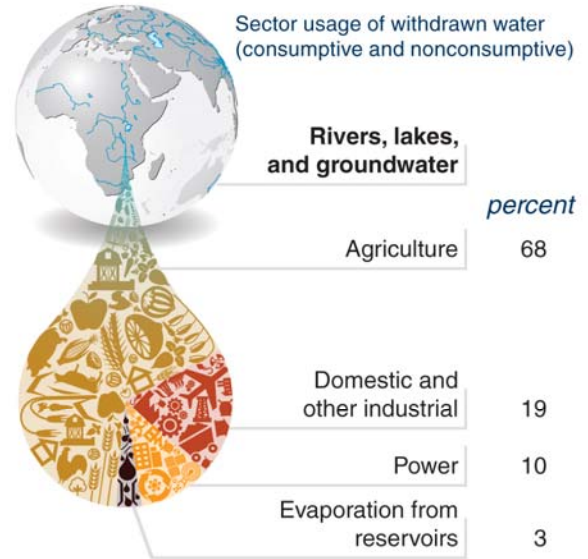 Sector usage of withdrawn water
(consumptive and nonconsumptive)
Rivers, lakes,
and groundwater
percent
Agriculture 68
Domestic and
other industrial 19
Power 10
Evaporation from
reservoirs 3